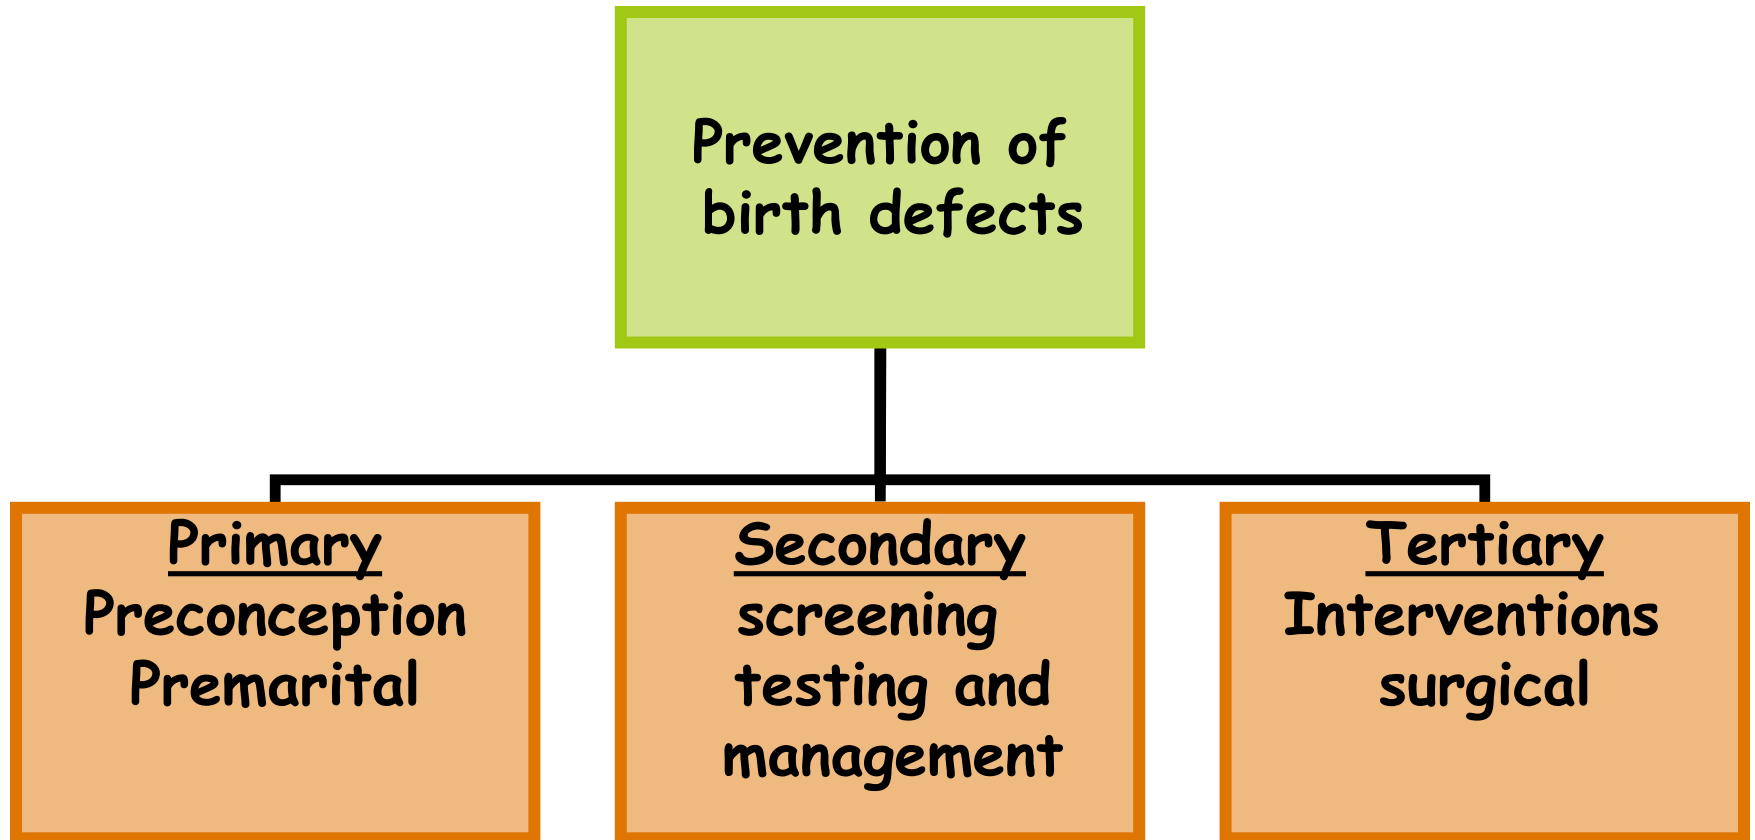 Prevention of
birth defects
Primary
Preconception
Premarital
Secondary
screening
testing and
management
Tertiary
Interventions
surgical